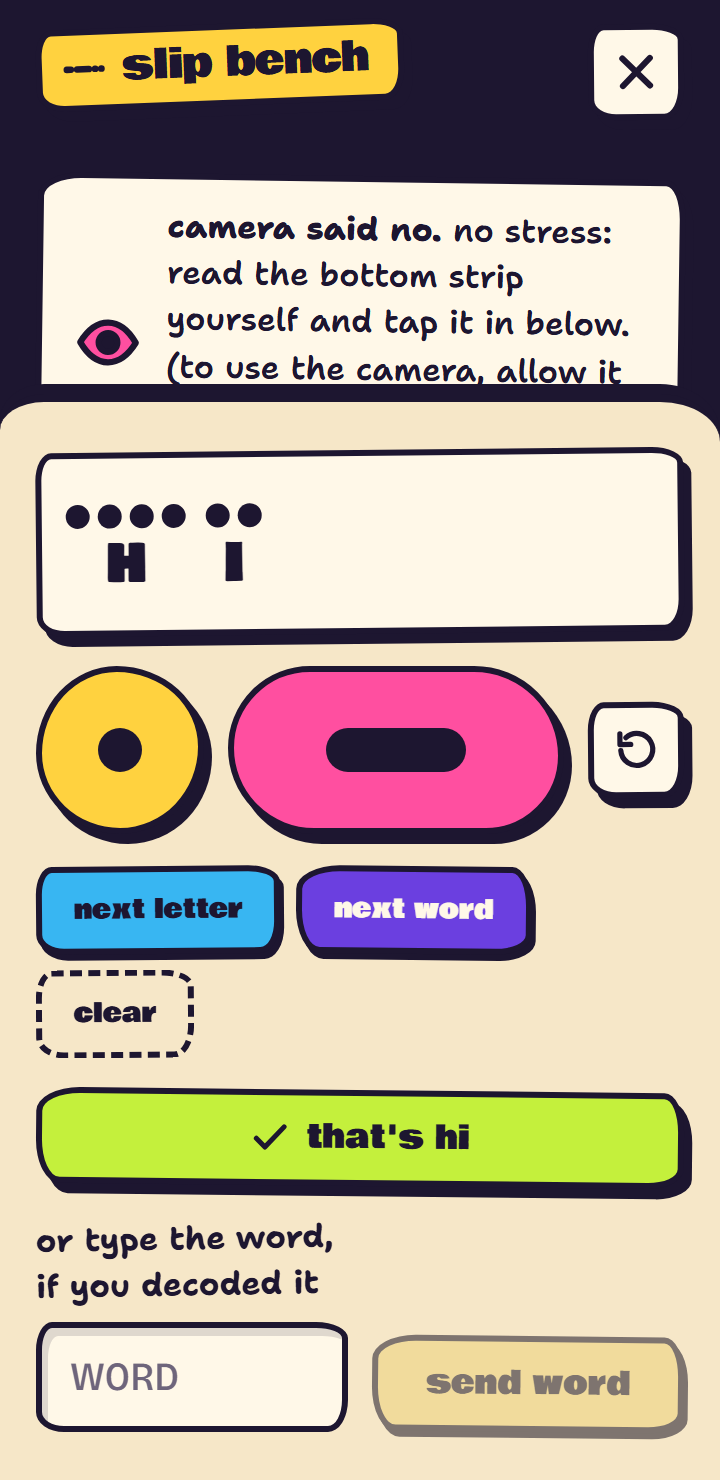 slip bench
camera said no. no stress:
read the bottom strip
yourself and tap it in below.
(to use the camera, allow it
H I
next letter
next word
clear
that's hi
or type the word,
if you decoded it
WORD
send word